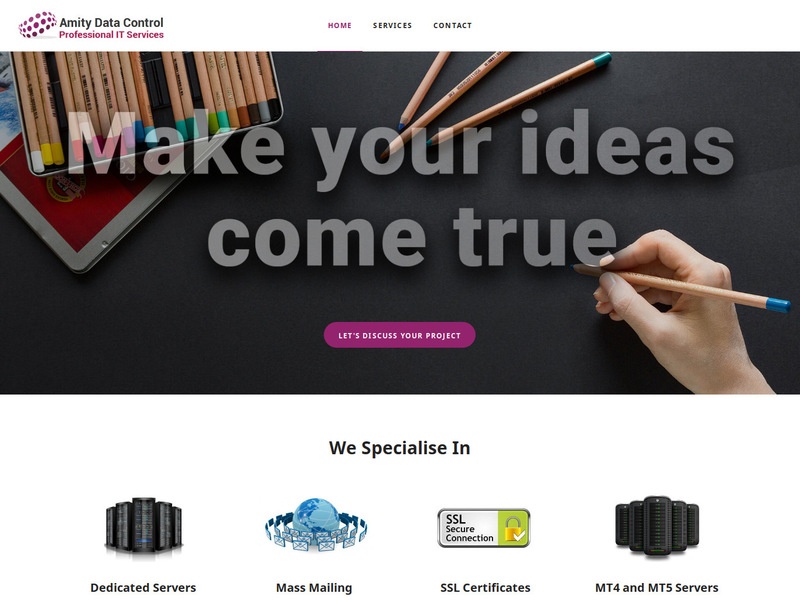 Amity Data Control
Professional IT Services
HOME SERVICES CONTACT
Make your ideas
come true
LET'S DISCUSS YOUR PROJECT
We Specialise In
SSL
Secure
Connection
Dedicated Servers
Mass Mailing
SSL Certificates
MT4 and MT5 Servers